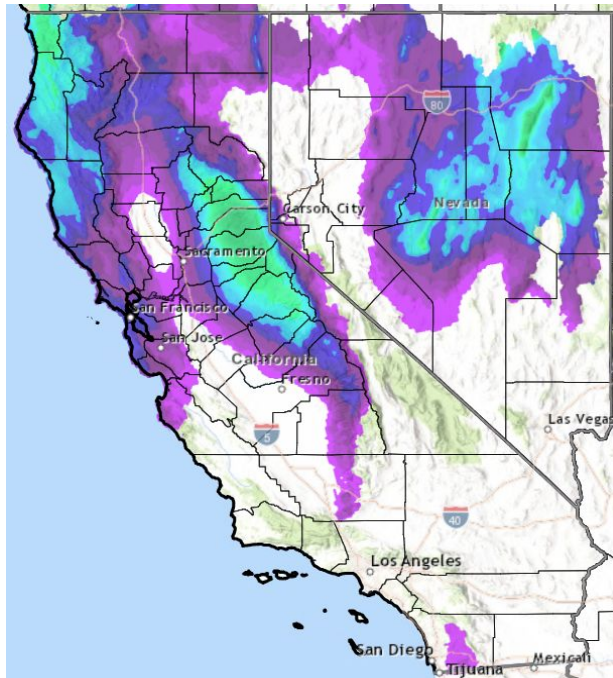 80
Nevada
Carson City
Sacramento
San Francisco
San Jose
California
Fresno
5
Las Vegas
40
Los Angeles
San Diego
Mexicali
Tijuana